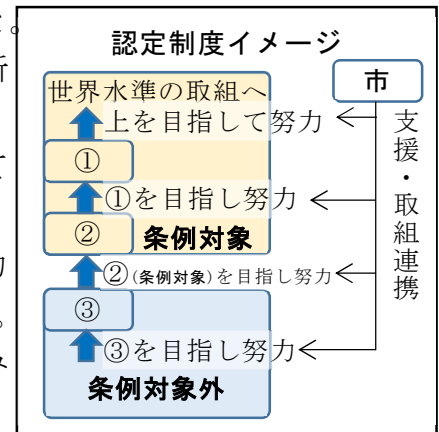 。
認定制度イメージ
市
世界水準の取組へ
上を目指して努力
①
①を目指し努力
②
条例対象
②(条例対象)を目指し努力
③
③を目指し努力
条例対象外
支援・取組連携